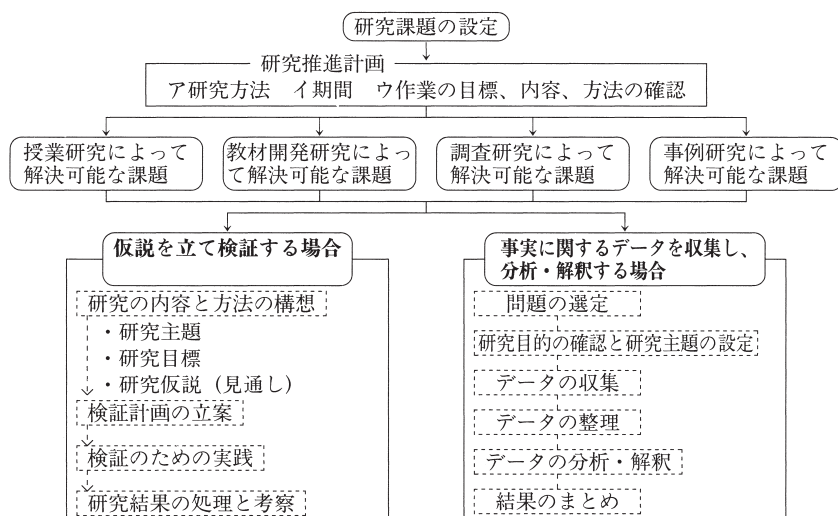 研究課題の設定
研究推進計画
ア研究方法　イ期間　ウ作業の目標、内容、方法の確認
授業研究によって
解決可能な課題
教材開発研究によっ
て解決可能な課題
調査研究によって
解決可能な課題
事例研究によって
解決可能な課題
仮説を立て検証する場合
研究の内容と方法の構想
・研究主題
・研究目標
・研究仮説（見通し）
検証計画の立案
検証のための実践
研究結果の処理と考察
事実に関するデータを収集し、
分析・解釈する場合
問題の選定
研究目的の確認と研究主題の設定
データの収集
データの整理
データの分析・解釈
結果のまとめ